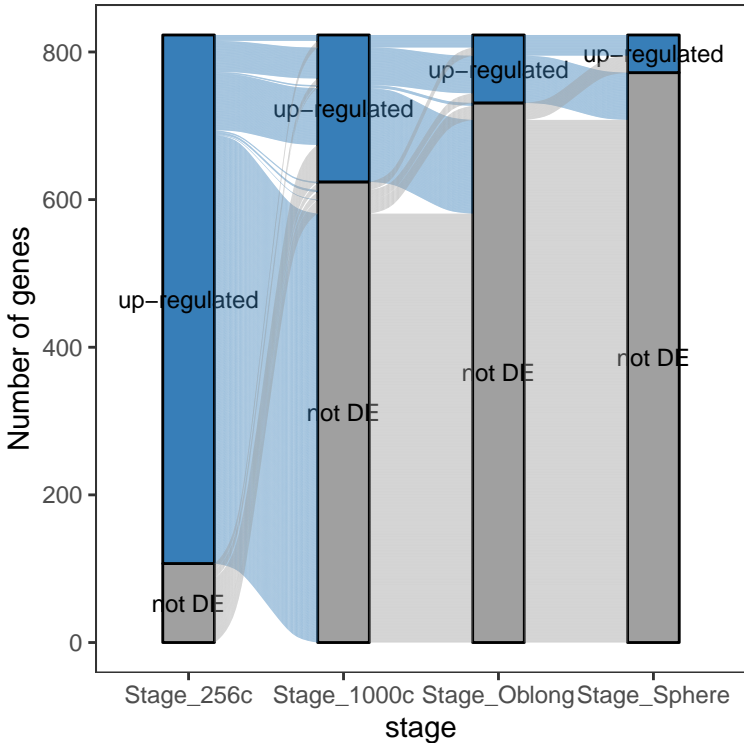 Number of genes
800
600
400
200
0
up−regulated
not DE
up−regulated
not DE
up−regulated
not DE
up−regulated
not DE
Stage_256c Stage_1000c Stage_Oblong Stage_Sphere
stage